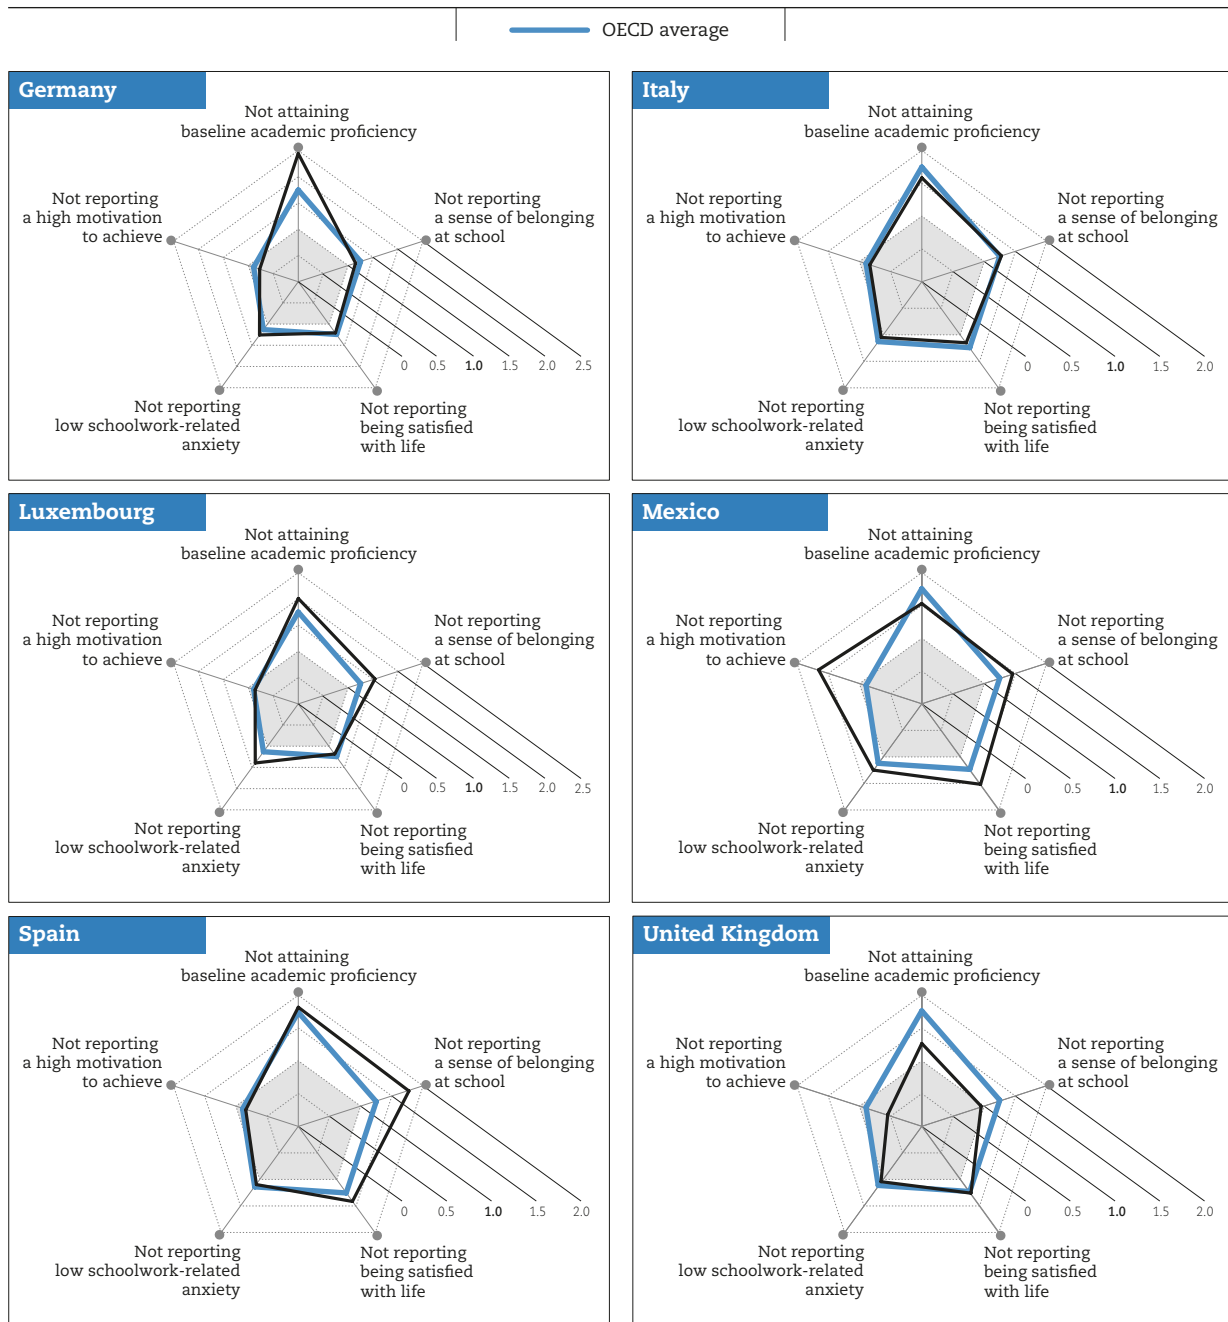 OECD average
Germany
Not attaining
baseline academic proficiency
Not reporting
a high motivation
to achieve
Not reporting
a sense of belonging
at school
0 0.5 1.0 1.5 2.0 2.5
Not reporting
low schoolwork-related
anxiety
Not reporting
being satisfied
with life
Italy
Not attaining
baseline academic proficiency
Not reporting
a high motivation
to achieve
Not reporting
a sense of belonging
at school
0 0.5 1.0 1.5 2.0
Not reporting
low schoolwork-related
anxiety
Not reporting
being satisfied
with life
Luxembourg
Not attaining
baseline academic proficiency
Not reporting
a high motivation
to achieve
Not reporting
a sense of belonging
at school
0 0.5 1.0 1.5 2.0 2.5
Not reporting
low schoolwork-related
anxiety
Not reporting
being satisfied
with life
Mexico
Not attaining
baseline academic proficiency
Not reporting
a high motivation
to achieve
Not reporting
a sense of belonging
at school
0 0.5 1.0 1.5 2.0
Not reporting
low schoolwork-related
anxiety
Not reporting
being satisfied
with life
Spain
Not attaining
baseline academic proficiency
Not reporting
a high motivation
to achieve
Not reporting
a sense of belonging
at school
0 0.5 1.0 1.5 2.0
Not reporting
low schoolwork-related
anxiety
Not reporting
being satisfied
with life
United Kingdom
Not attaining
baseline academic proficiency
Not reporting
a high motivation
to achieve
Not reporting
a sense of belonging
at school
0 0.5 1.0 1.5 2.0
Not reporting
low schoolwork-related
anxiety
Not reporting
being satisfied
with life